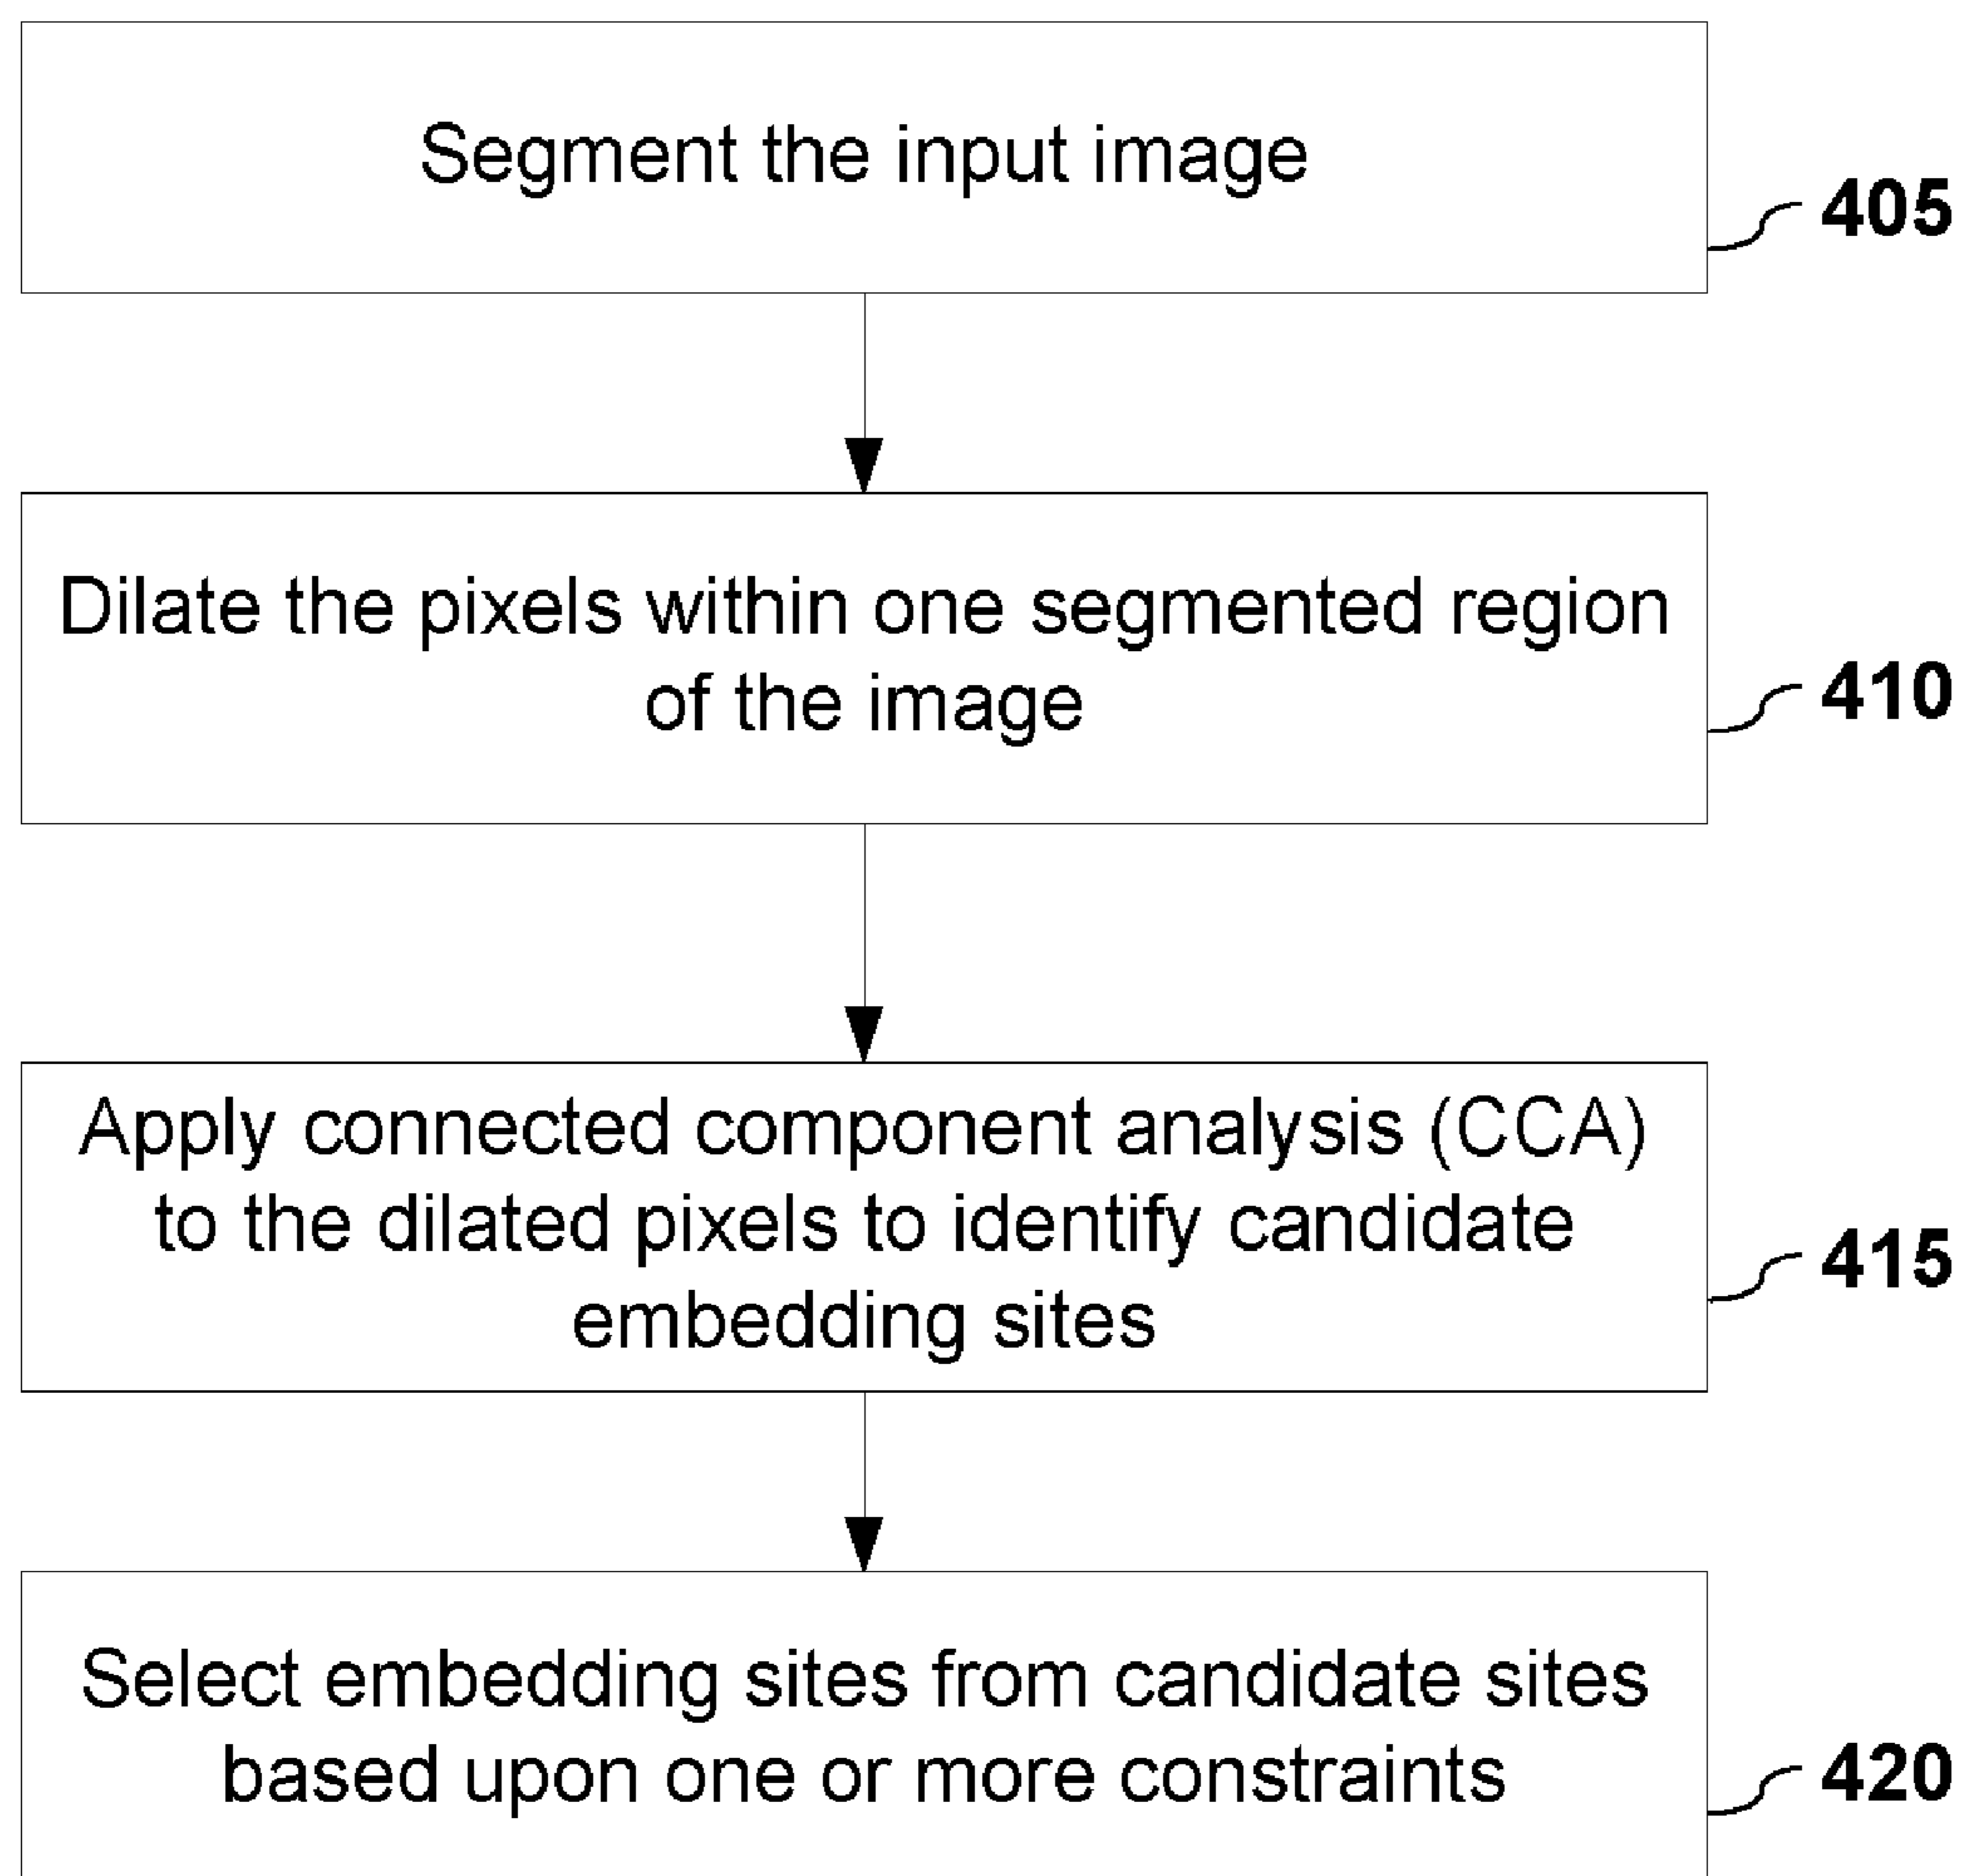 Segment the input image
405
Dilate the pixels within one segmented region
of the image
410
Apply connected component analysis (CCA)
to the dilated pixels to identify candidate
embedding sites
415
Select embedding sites from candidate sites
based upon one or more constraints
420